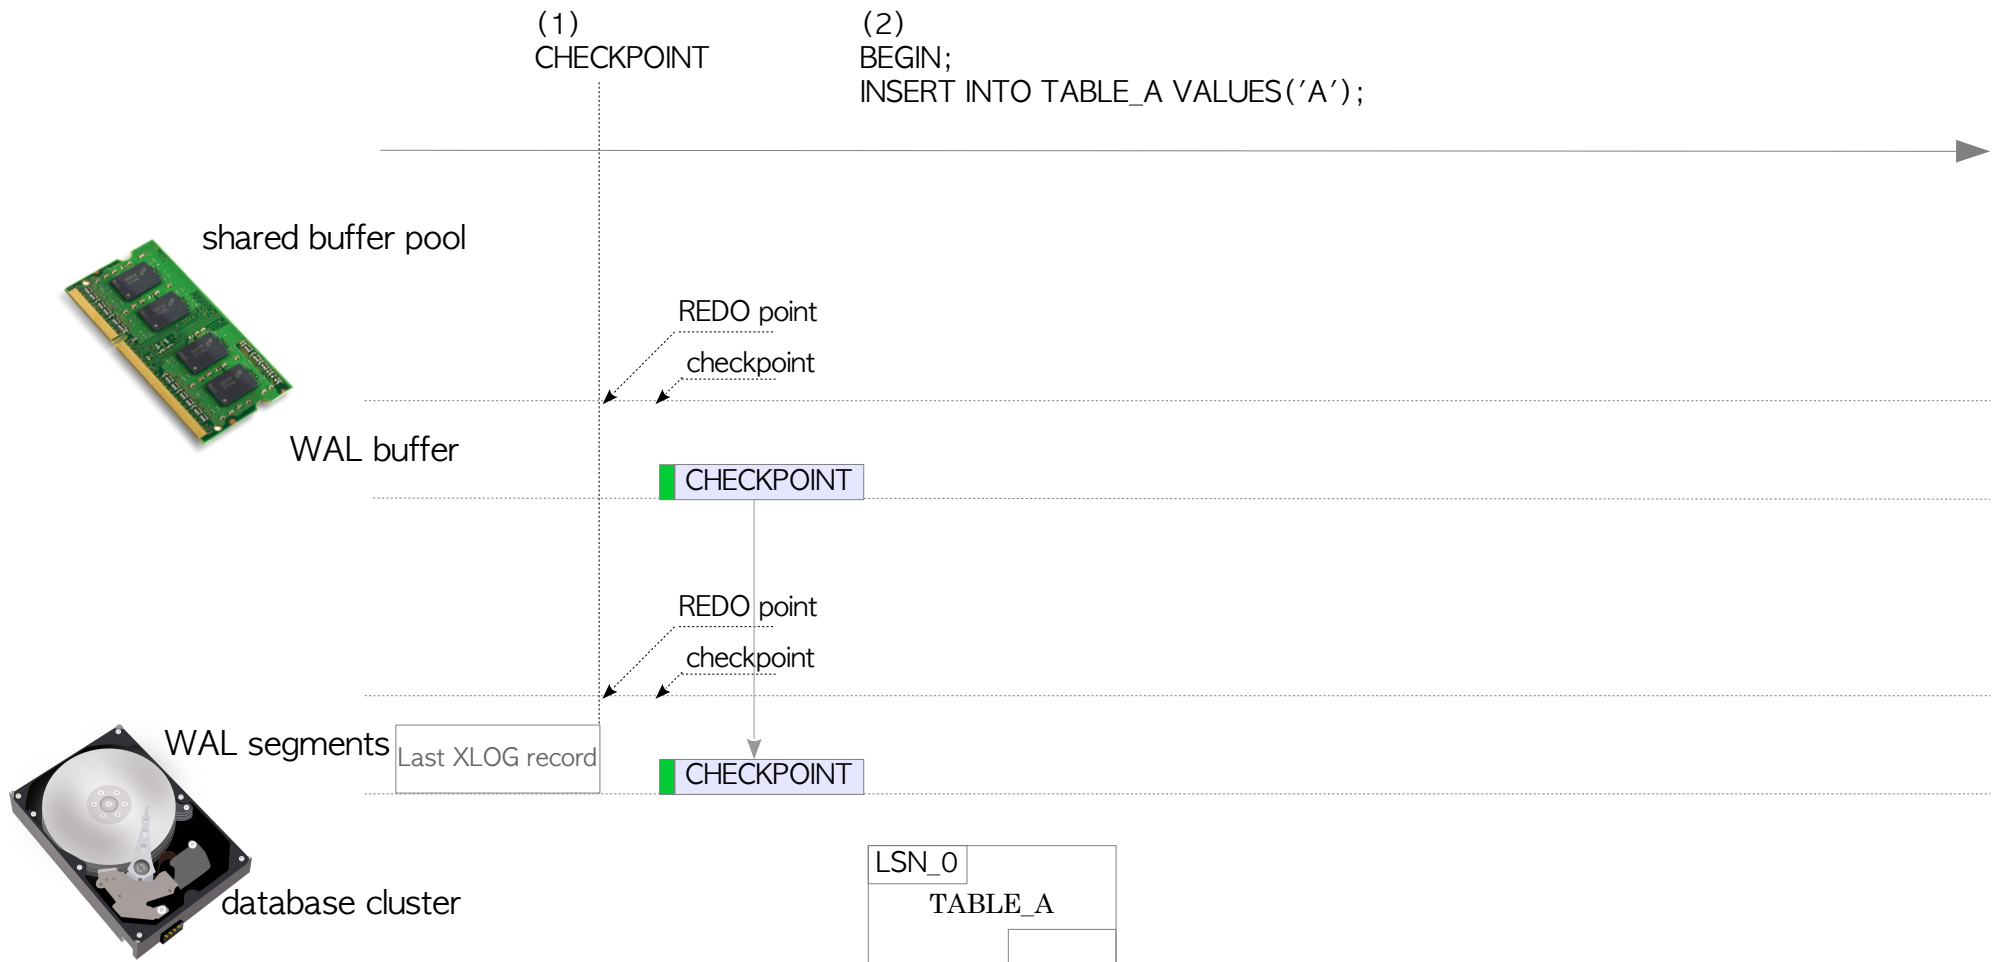 (1)
CHECKPOINT
(2)
BEGIN;
INSERT INTO TABLE_A VALUES('A');
shared buffer pool
REDO point
checkpoint
WAL buffer
CHECKPOINT
REDO point
checkpoint
WAL segments
Last XLOG record
CHECKPOINT
LSN_0
TABLE_A
database cluster